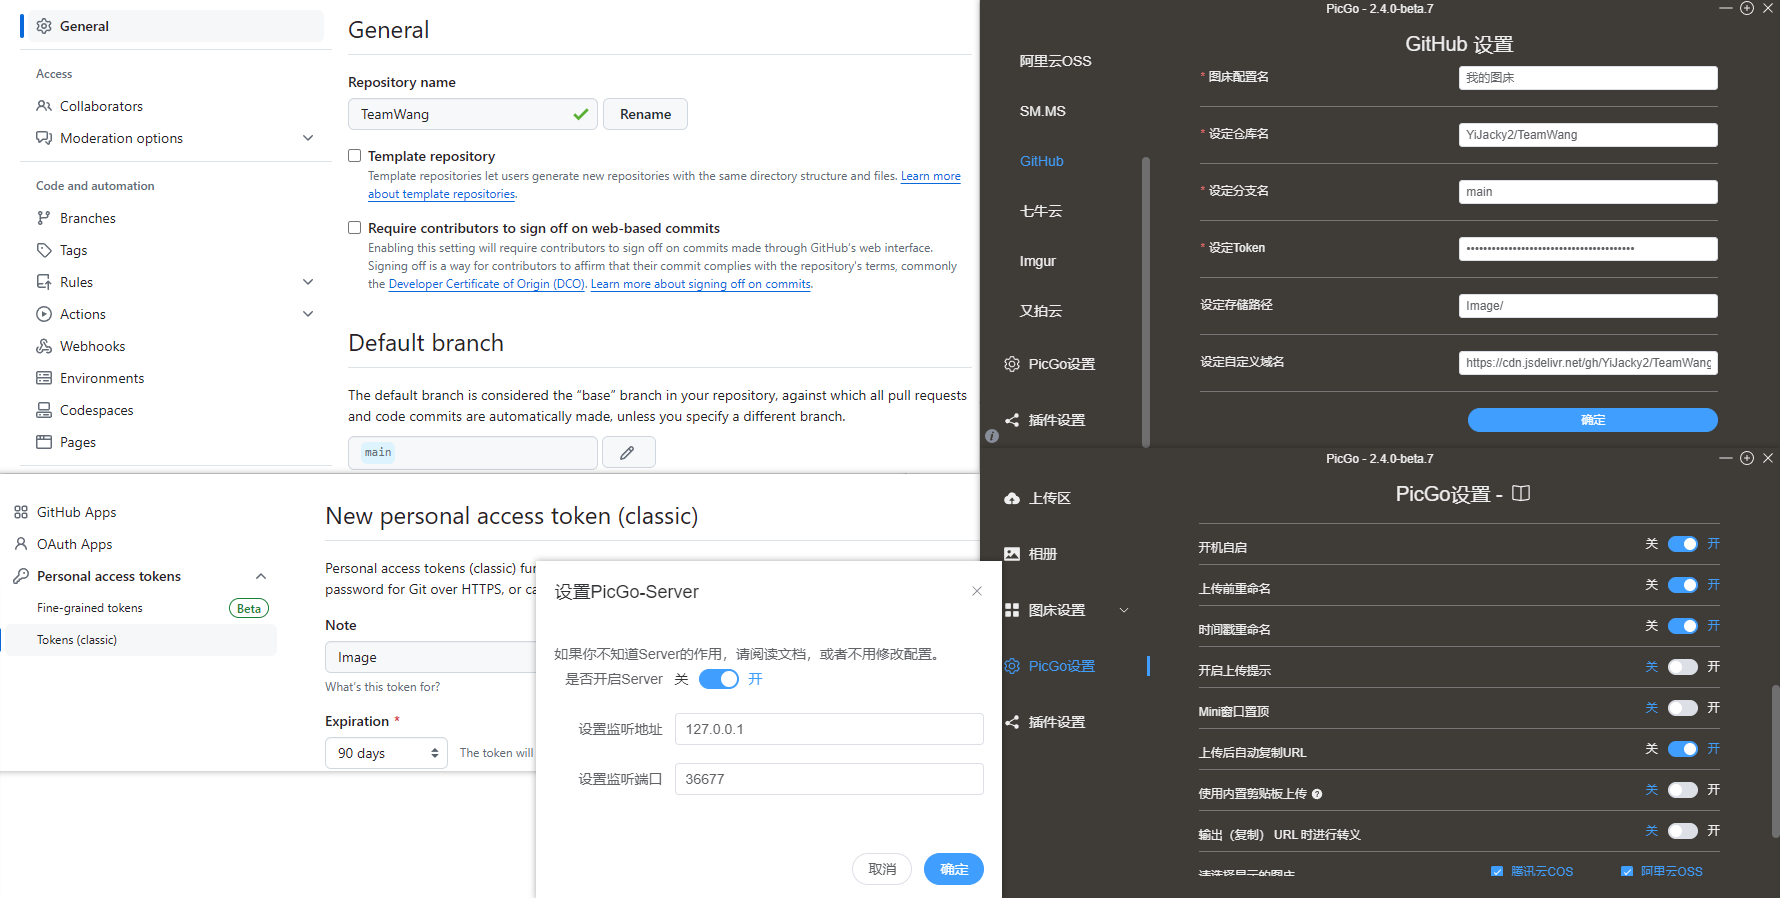 General
Access
Collaborators
Moderation options
Code and automation
Branches
Tags
Rules
Actions
Webhooks
Environments
Codespaces
Pages
General
Repository name
TeamWang
Rename
Template repository
Template repositories let users generate new repositories with the same directory structure and files. Learn more
about template repositories.
Require contributors to sign off on web-based commits
Enabling this setting will require contributors to sign off on commits made through GitHub's web interface.
Signing off is a way for contributors to affirm that their commit complies with the repository's terms, commonly
the Developer Certificate of Origin (DCO). Learn more about signing off on commits.
Default branch
The default branch is considered the “base” branch in your repository, against which all pull requests
and code commits are automatically made, unless you specify a different branch.
main
PicGo - 2.4.0-beta.7
阿里云OSS
SM.MS
GitHub
七牛云
Imgur
又拍云
PicGo设置
插件设置
GitHub 设置
* 图床配置名
我的图床
* 设定仓库名
YiJacky2/TeamWang
* 设定分支名
main
* 设定Token
设定存储路径
Image/
设定自定义域名
https://cdn.jsdelivr.net/gh/YiJacky2/TeamWang
确定
GitHub Apps
OAuth Apps
Personal access tokens
Fine-grained tokens
Beta
Tokens (classic)
New personal access token (classic)
Personal access tokens (classic) fu
password for Git over HTTPS, or ca
Note
Image
What's this token for?
Expiration *
90 days
The token will
设置PicGo-Server
如果你不知道Server的作用，请阅读文档，或者不用修改配置。
是否开启Server 关 开
设置监听地址 127.0.0.1
设置监听端口 36677
取消 确定
PicGo - 2.4.0-beta.7
上传区
相册
图床设置
PicGo设置
插件设置
PicGo设置 -
开机自启 关 开
上传前重命名 关 开
时间戳重命名 关 开
开启上传提示 关 开
Mini窗口置顶 关 开
上传后自动复制URL 关 开
使用内置剪贴板上传 关 开
输出（复制） URL 时进行转义 关 开
请选择显示的图床 腾讯云COS 阿里云OSS